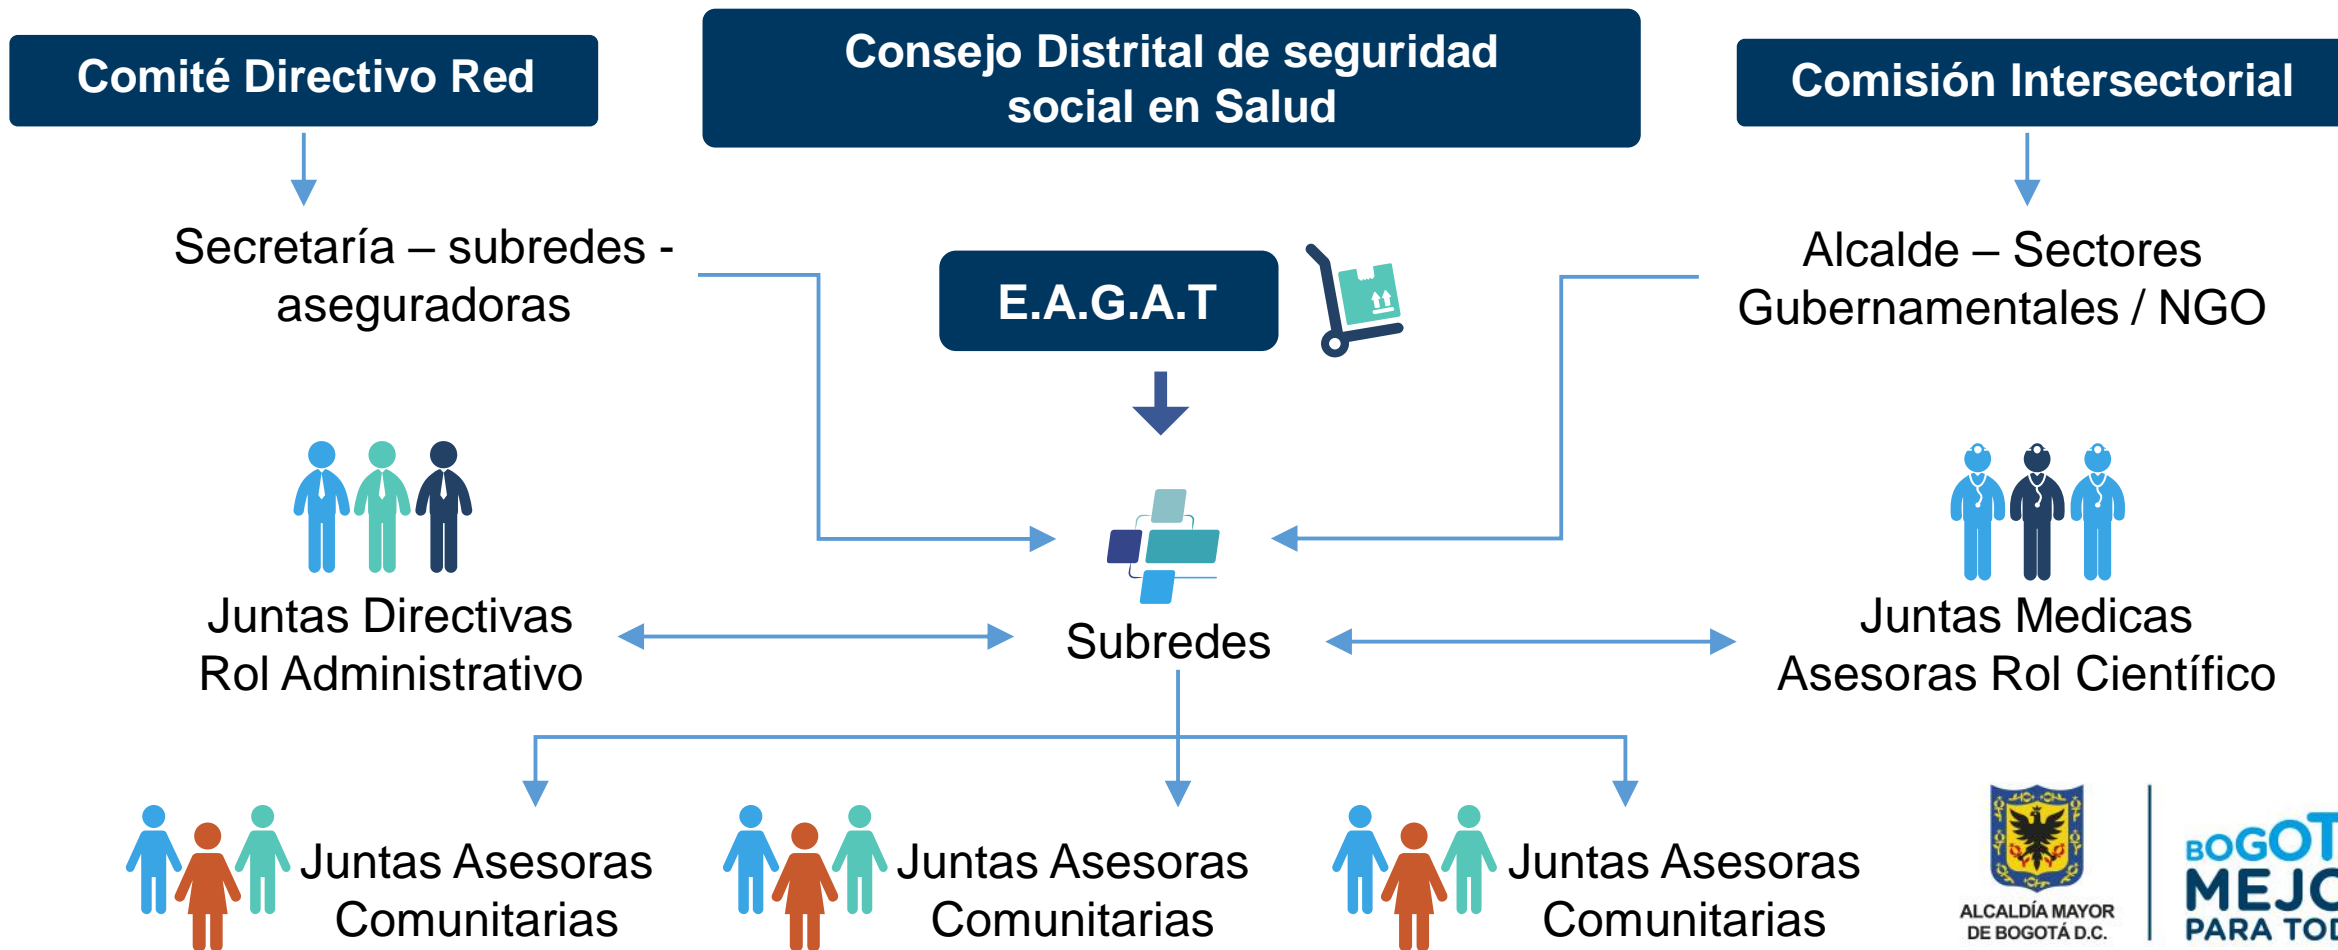 Comité Directivo Red
Consejo Distrital de seguridad
social en Salud
Comisión Intersectorial
Secretaría – subredes -
aseguradoras
E.A.G.A.T
Alcalde – Sectores
Gubernamentales / NGO
Juntas Directivas
Rol Administrativo
Subredes
Juntas Medicas
Asesoras Rol Científico
Juntas Asesoras
Comunitarias
Juntas Asesoras
Comunitarias
Juntas Asesoras
Comunitarias
ALCALDÍA MAYOR
DE BOGOTÁ D.C.
PARA